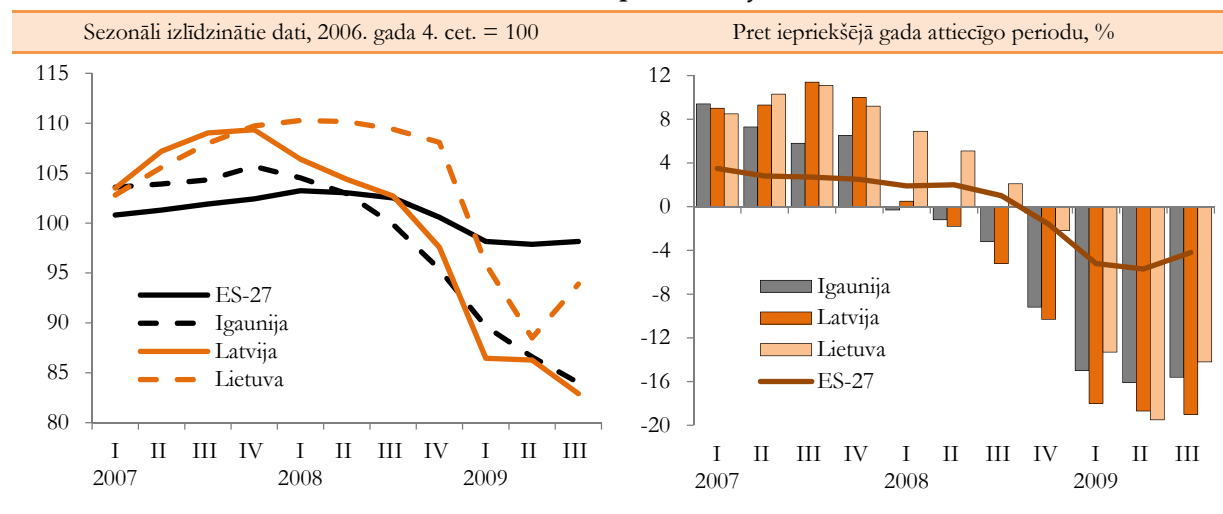 Sezonāli izlīdzinātie dati, 2006. gada 4. cet. = 100
115
110
105
100
95
90
85
80
ES-27
Igaunija
Latvija
Lietuva
I II III IV I II III IV I II III
2007 2008 2009
Pret iepriekšējā gada attiecīgo periodu, %
12
8
4
0
-4
-8
-12
-16
-20
Igaunija
Latvija
Lietuva
ES-27
I II III IV I II III IV I II III
2007 2008 2009